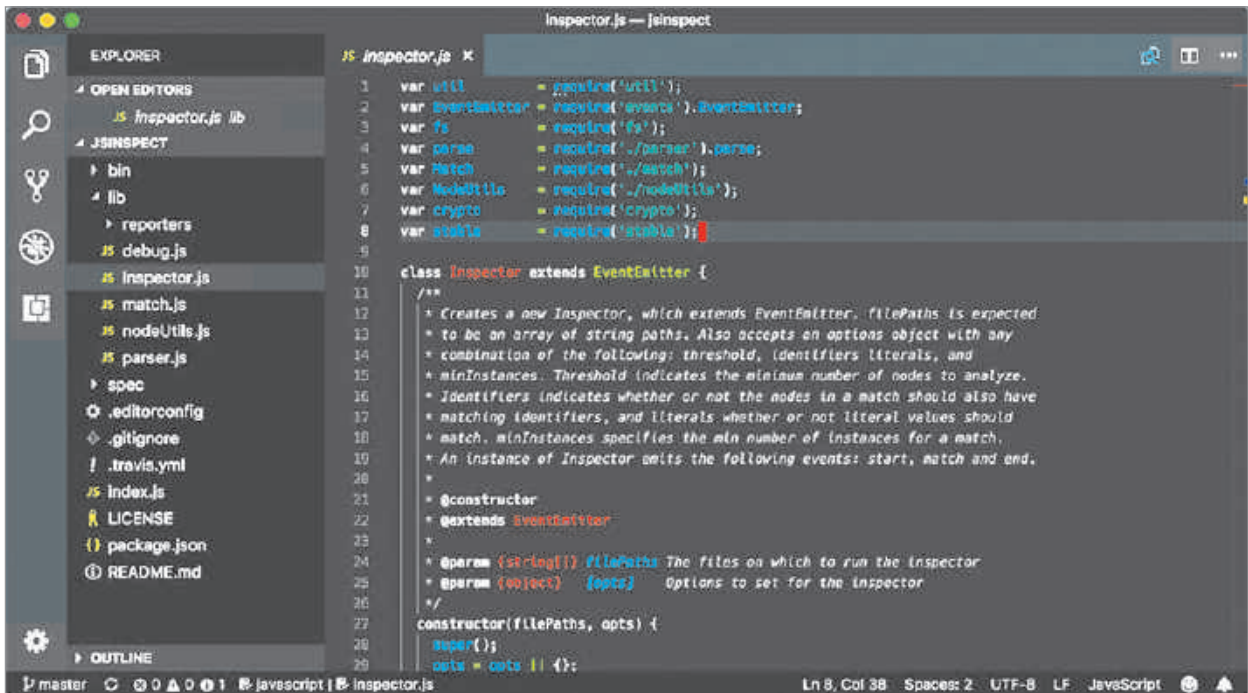 Inspector.js — jsinspect
EXPLORER
OPEN EDITORS
JS inspector.js lib
JSINSPECT
bin
lib
reporters
JS debug.js
JS inspector.js
JS match.js
JS nodeUtils.js
JS parser.js
spec
.editorconfig
.gitignore
! .travis.yml
JS index.js
LICENSE
{} package.json
README.md
OUTLINE
JS inspector.js ×
1 var util = require('util');
2 var EventEmitter = require('events').EventEmitter;
3 var fs = require('fs');
4 var parse = require('./parser').parse;
5 var Match = require('./match');
6 var NodeUtils = require('./nodeUtils');
7 var crypto = require('crypto');
8 var stable = require('stable');
9
10 class Inspector extends EventEmitter {
11 /**
12 * Creates a new Inspector, which extends EventEmitter. filePaths is expected
13 * to be an array of string paths. Also accepts an options object with any
14 * combination of the following: threshold, identifiers literals, and
15 * minInstances. Threshold indicates the minimum number of nodes to analyze.
16 * Identifiers indicates whether or not the nodes in a match should also have
17 * matching identifiers, and literals whether or not literal values should
18 * match. minInstances specifies the min number of instances for a match.
19 * An instance of Inspector emits the following events: start, match and end.
20 *
21 * @constructor
22 * @extends EventEmitter
23 *
24 * @param {string[]} filePaths The files on which to run the inspector
25 * @param {object} [opts] Options to set for the inspector
26 */
27 constructor(filePaths, opts) {
28 super();
29 opts = opts || {};
master 0 0 1 javascript | inspector.js Ln 8, Col 38 Spaces: 2 UTF-8 LF JavaScript